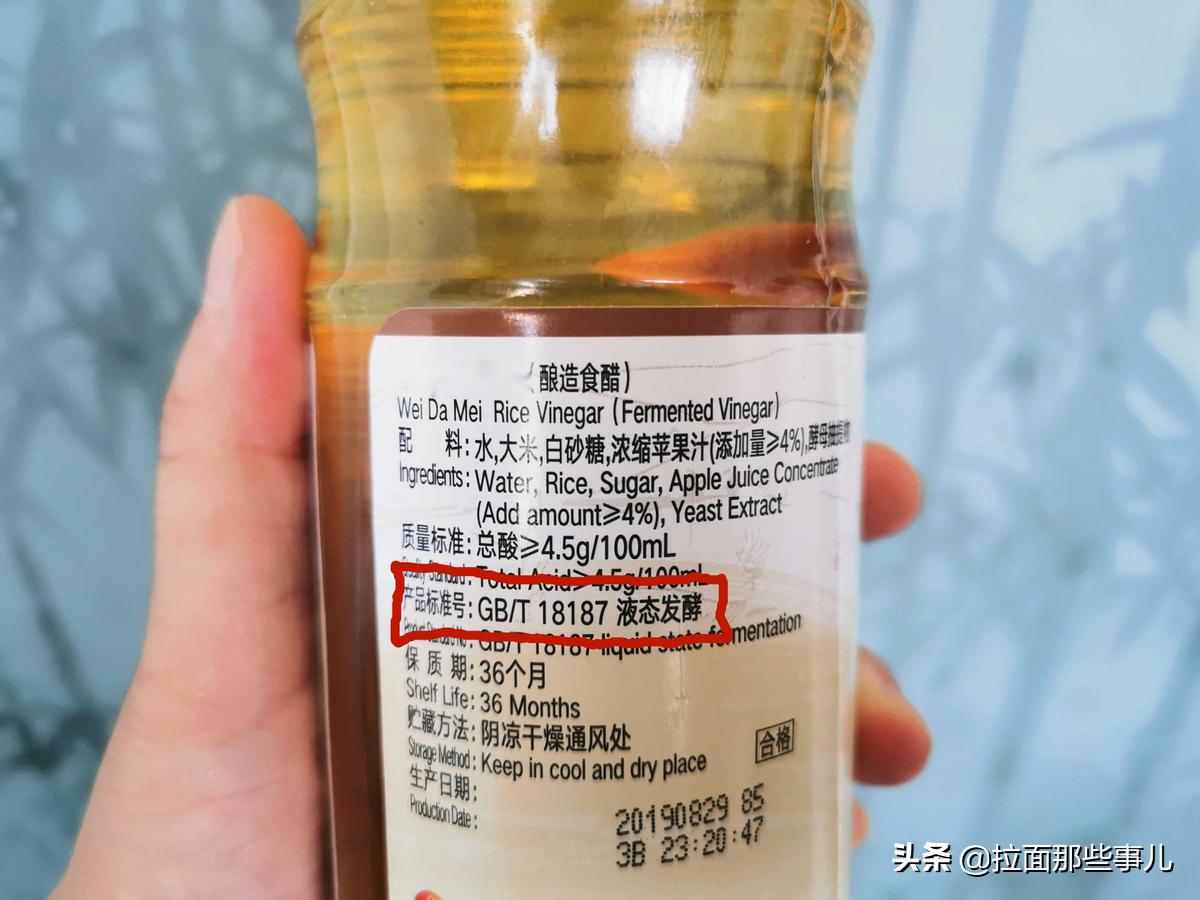 (酿造食醋)
Wei Da Mei Rice Vinegar (Fermented Vinegar)
配 料:水,大米,白砂糖,浓缩苹果汁(添加量≥4%),酵母抽提物
Ingredients: Water, Rice, Sugar, Apple Juice Concentrate
(Add amount≥4%), Yeast Extract
质量标准:总酸≥4.5g/100mL
Quality Standard: Total Acid≥4.5g/100mL
产品标准号:GB/T 18187 液态发酵
Product Standard No.: GB/T 18187 liquid state fermentation
保 质 期:36个月
Shelf Life: 36 Months
贮藏方法:阴凉干燥通风处
Storage Method: Keep in cool and dry place
合格
生产日期:
Production Date:
20190829 85
3B 23:20:47
头条 @拉面那些事儿